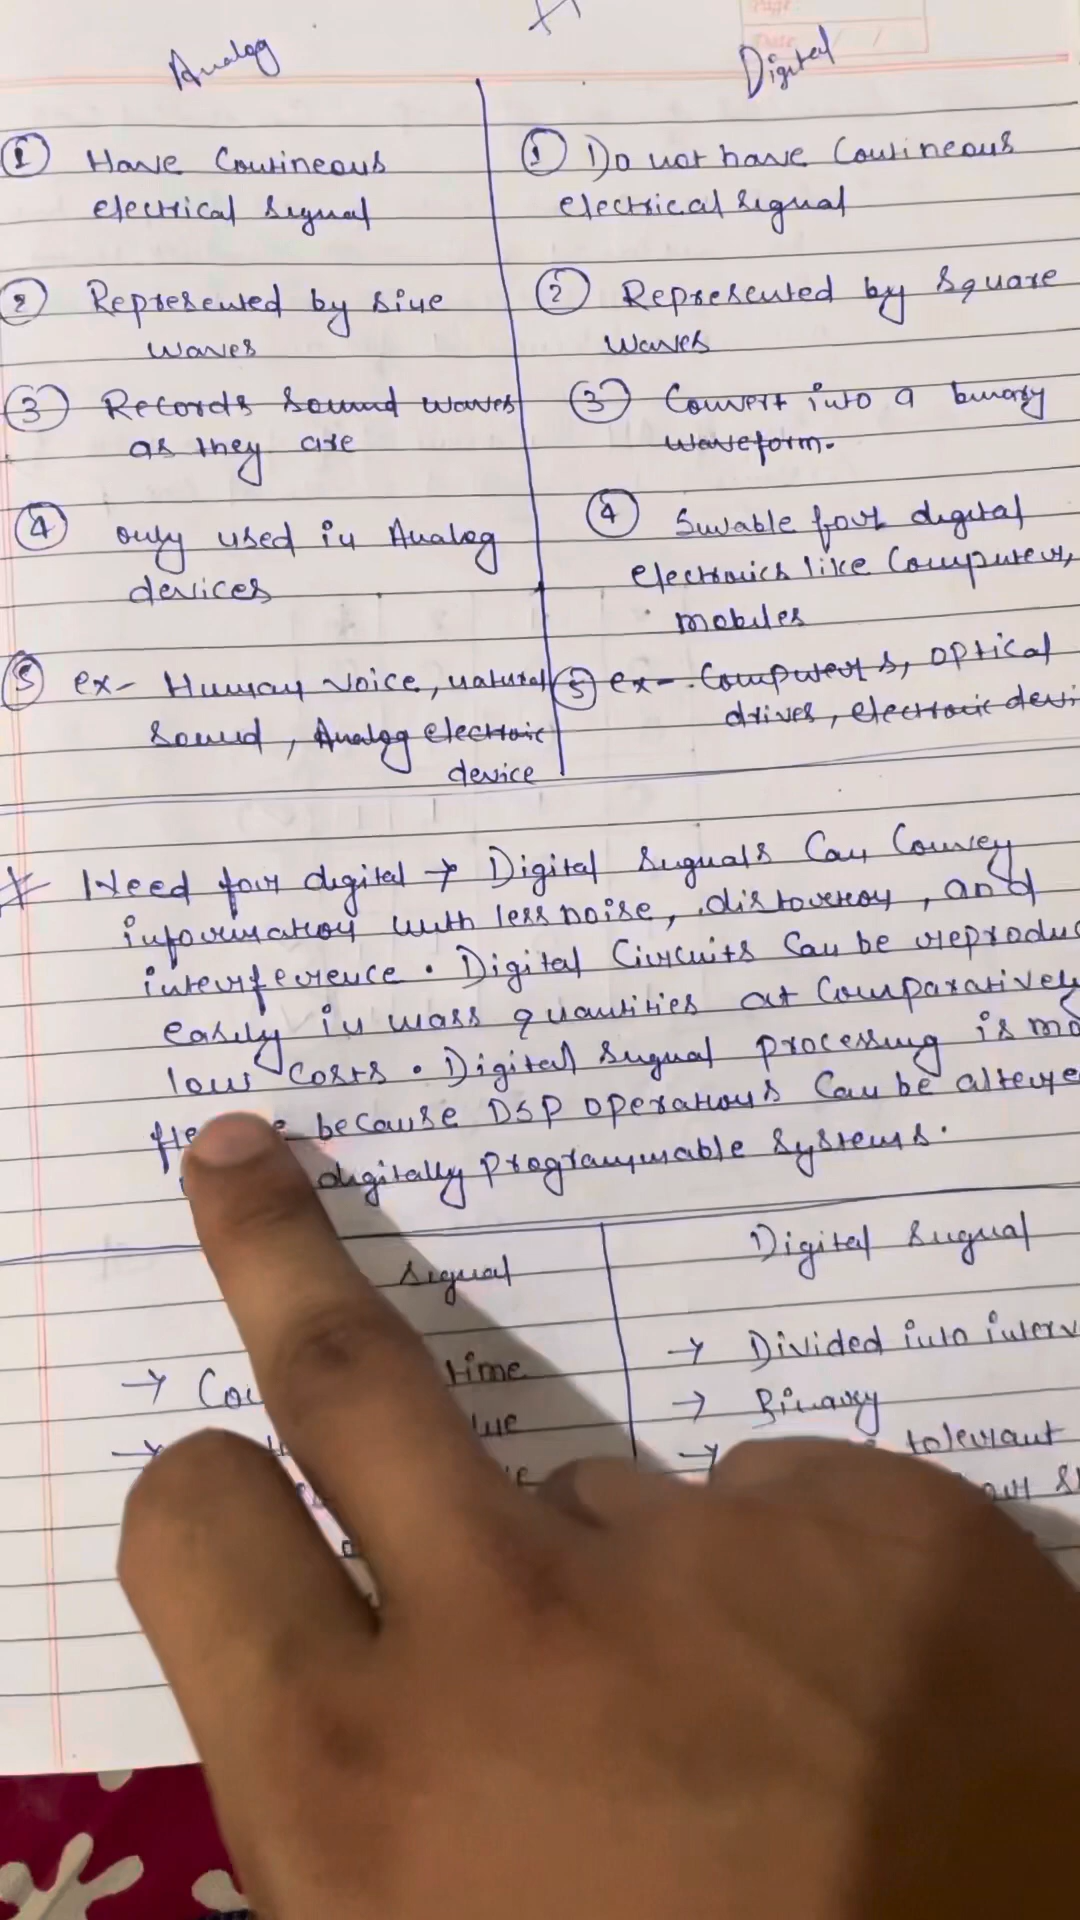 Page
Date / /
Analog
Digital
① Have Contineous
electrical signal
② Represented by sine
waves
③ Records sound waves
as they are
④ only used in Analog
devices
⑤ ex- Human voice, natural
sound, Analog electronic
device
① Do not have Contineous
electrical signal
② Represented by square
waves
③ Convert into a binary
waveform.
④ Suitable for digital
electronics like Computer,
mobiles
⑤ ex- Computers, optical
drives, electronic devi
* Need for digital → Digital signals Can Convey
information with less noise, distortion, and
interference. Digital Circuits Can be reproduc
easily in mass quantities at Comparatively
low Costs. Digital signal processing is mo
because DSP operations Can be altere
digitally programmable systems.
signal
→ time
Digital signal
→ Divided into interv
→ Binary
→ tolerant